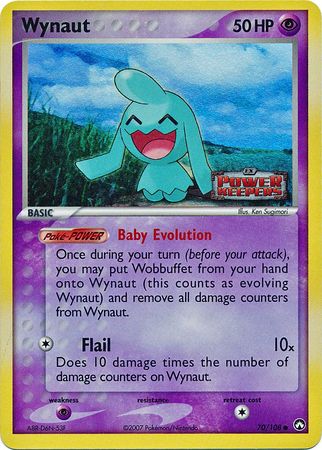 Wynaut 50 HP
EX
POWER
KEEPERS
BASIC Illus. Ken Sugimori
Poké-POWER Baby Evolution
Once during your turn (before your attack),
you may put Wobbuffet from your hand
onto Wynaut (this counts as evolving
Wynaut) and remove all damage counters
from Wynaut.
Flail 10x
Does 10 damage times the number of
damage counters on Wynaut.
weakness resistance retreat cost
A8R-D6N-53F ©2007 Pokémon/Nintendo. 70/108